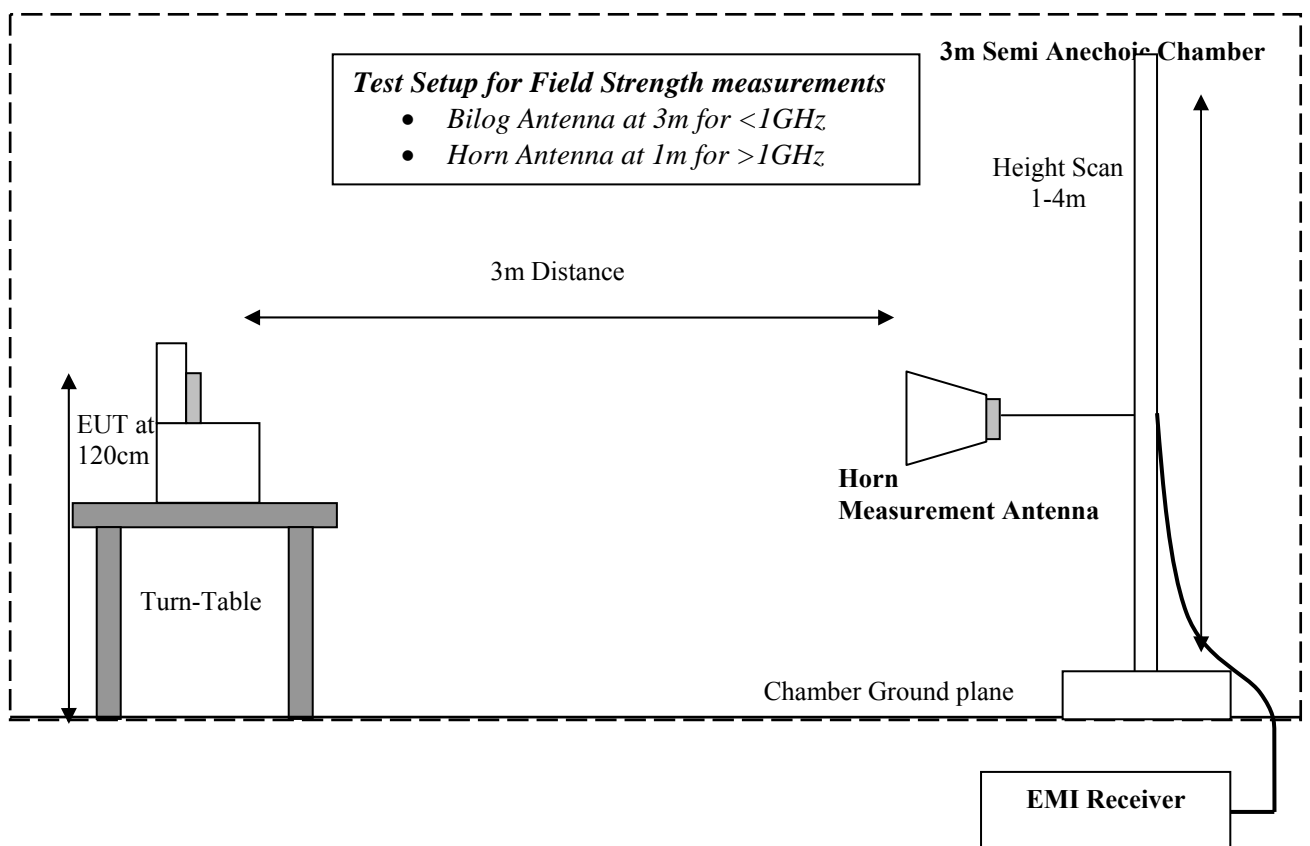 3m Semi Anechoic Chamber
Test Setup for Field Strength measurements
• Bilog Antenna at 3m for <1GHz
• Horn Antenna at 1m for >1GHz
Height Scan
1-4m
3m Distance
EUT at
120cm
Horn
Measurement Antenna
Turn-Table
Chamber Ground plane
EMI Receiver